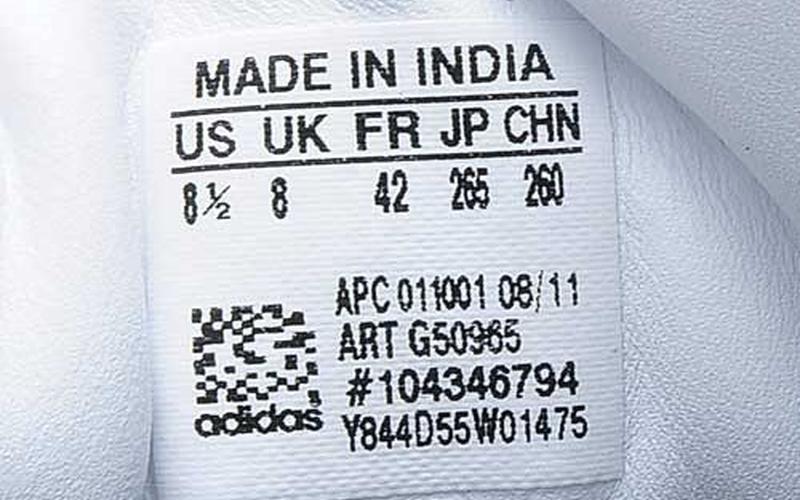 MADE IN INDIA
US UK FR JP CHN
8½ 8 42 265 260
APC 011001 08/11
ART G50965
#104346794
Y844D55W01475
adidas